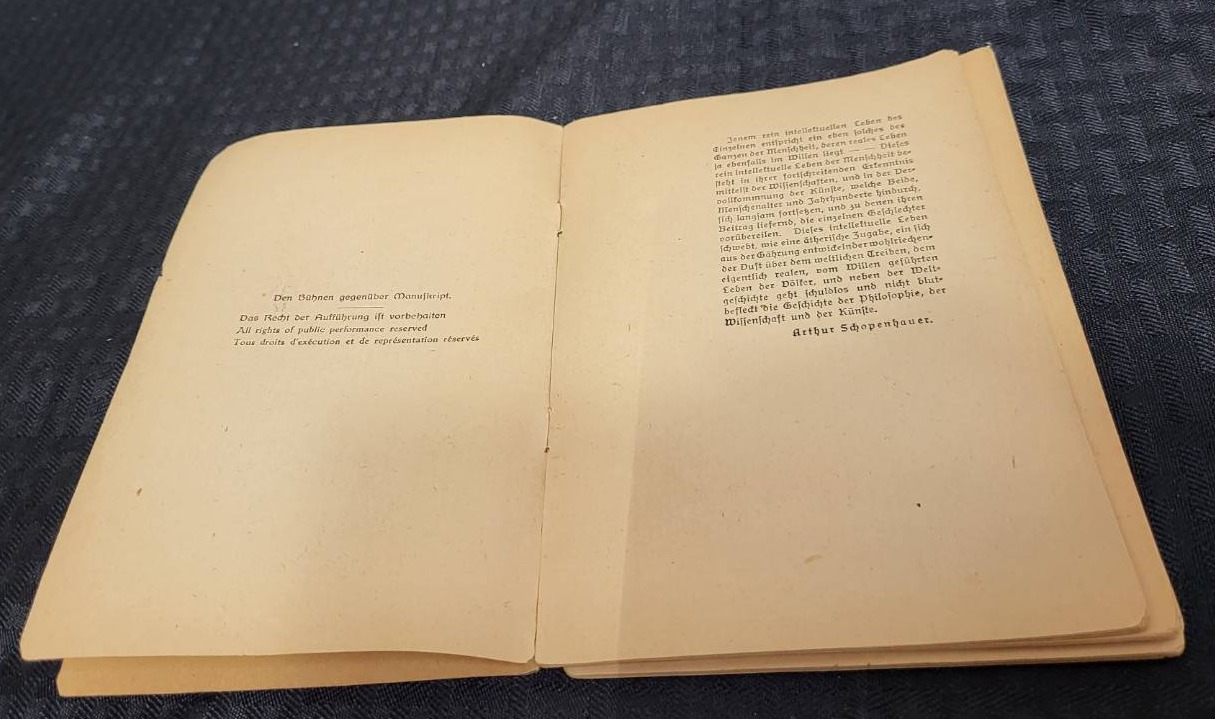 Den Bühnen gegenüber Manuskript.
Das Recht der Aufführung ist vorbehalten
All rights of public performance reserved
Tous droits d'exécution et de représentation réservés
Jenem rein intellektuellen Leben des
Einzelnen entspricht ein eben solches des
Ganzen der Menschheit, deren reales Leben
ja ebenfalls im Willen liegt — — Dieses
rein intellektuelle Leben der Menschheit be-
steht in ihrer fortschreitenden Erkenntnis
mittelst der Wissenschaften, und in der Ver-
vollkommnung der Künste, welche Beide,
Menschenalter und Jahrhunderte hindurch,
sich langsam fortsetzen, und zu denen ihren
Beitrag liefernd, die einzelnen Geschlechter
vorübereilen. Dieses intellektuelle Leben
schwebt, wie eine ätherische Zugabe, ein sich
aus der Gährung entwickelnder wohlriechen-
der Duft über dem weltlichen Treiben, dem
eigentlich realen, vom Willen geführten
Leben der Völker, und neben der Welt-
geschichte geht schuldlos und nicht blut-
befleckt die Geschichte der Philosophie, der
Wissenschaft und der Künste.
Arthur Schopenhauer.